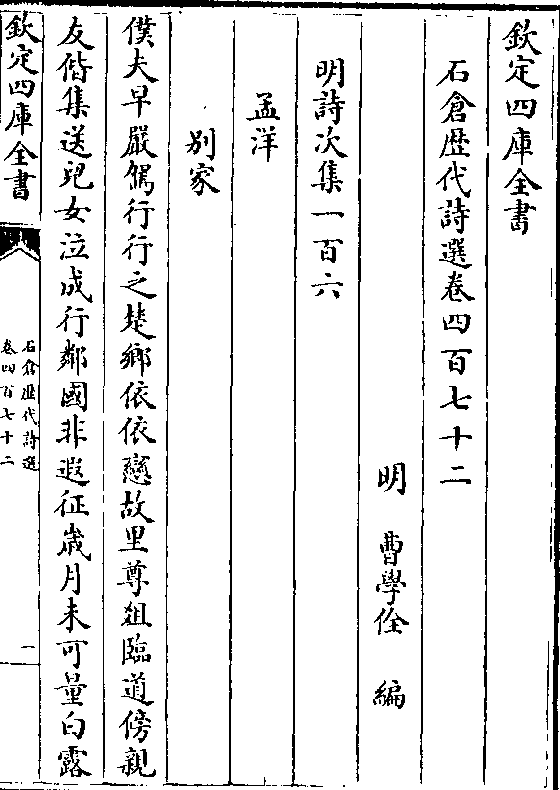 欽定四庫全書
石倉歴代詩選卷四百七十二
明　曹學佺　編
明詩次集一百六
孟洋
别家
僕夫早嚴駕行行之楚鄉依依戀故里尊俎臨道傍親
友偕集送兒女泣成行鄰國非遐征歲月未可量白露
欽定四庫全書
石倉歴代詩選
卷四百七十二
一